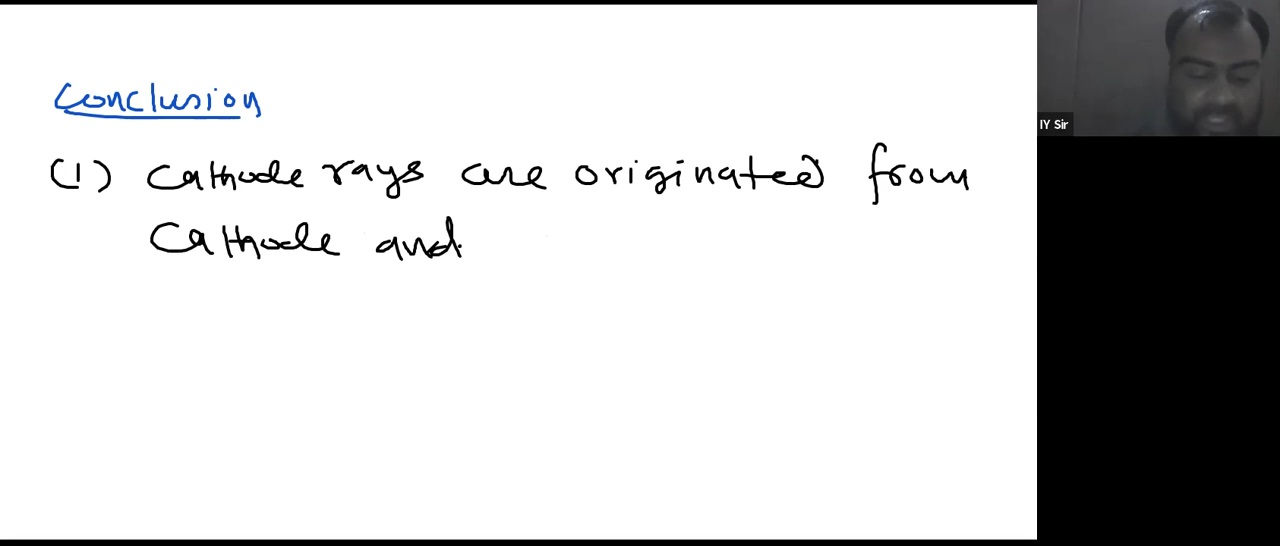 Conclusion
(1) Cathode rays are originated from
Cathode and
IY Sir